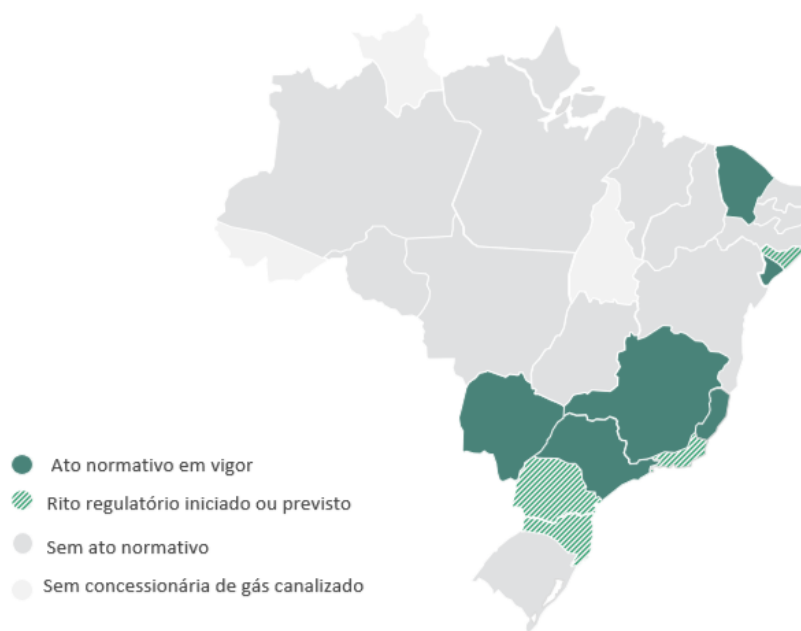 Ato normativo em vigor
Rito regulatório iniciado ou previsto
Sem ato normativo
Sem concessionária de gás canalizado